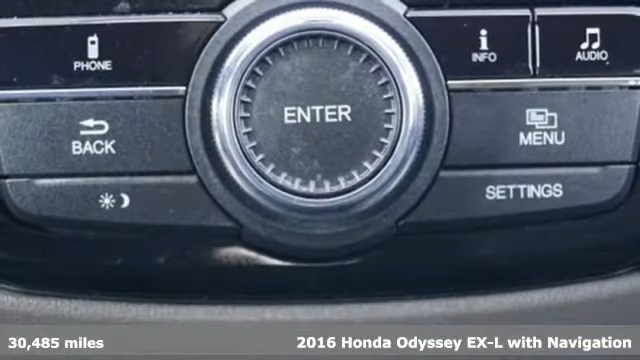 PHONE
INFO
AUDIO
ENTER
BACK
MENU
SETTINGS
30,485 miles
2016 Honda Odyssey EX-L with Navigation